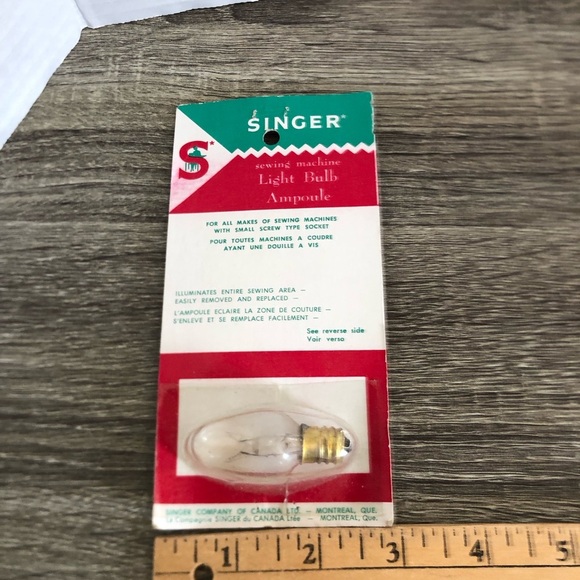 SINGER*
S*
sewing machine
Light Bulb
Ampoule
FOR ALL MAKES OF SEWING MACHINES
WITH SMALL SCREW TYPE SOCKET
POUR TOUTES MACHINES A COUDRE
AYANT UNE DOUILLE A VIS
ILLUMINATES ENTIRE SEWING AREA —
EASILY REMOVED AND REPLACED —
L'AMPOULE ECLAIRE LA ZONE DE COUTURE —
S'ENLEVE ET SE REMPLACE FACILEMENT —
See reverse side
Voir verso
SINGER COMPANY OF CANADA LTD. — MONTREAL, QUE.
La Compagnie SINGER du CANADA Ltée — MONTREAL, Qué.
1 2 3 4 5